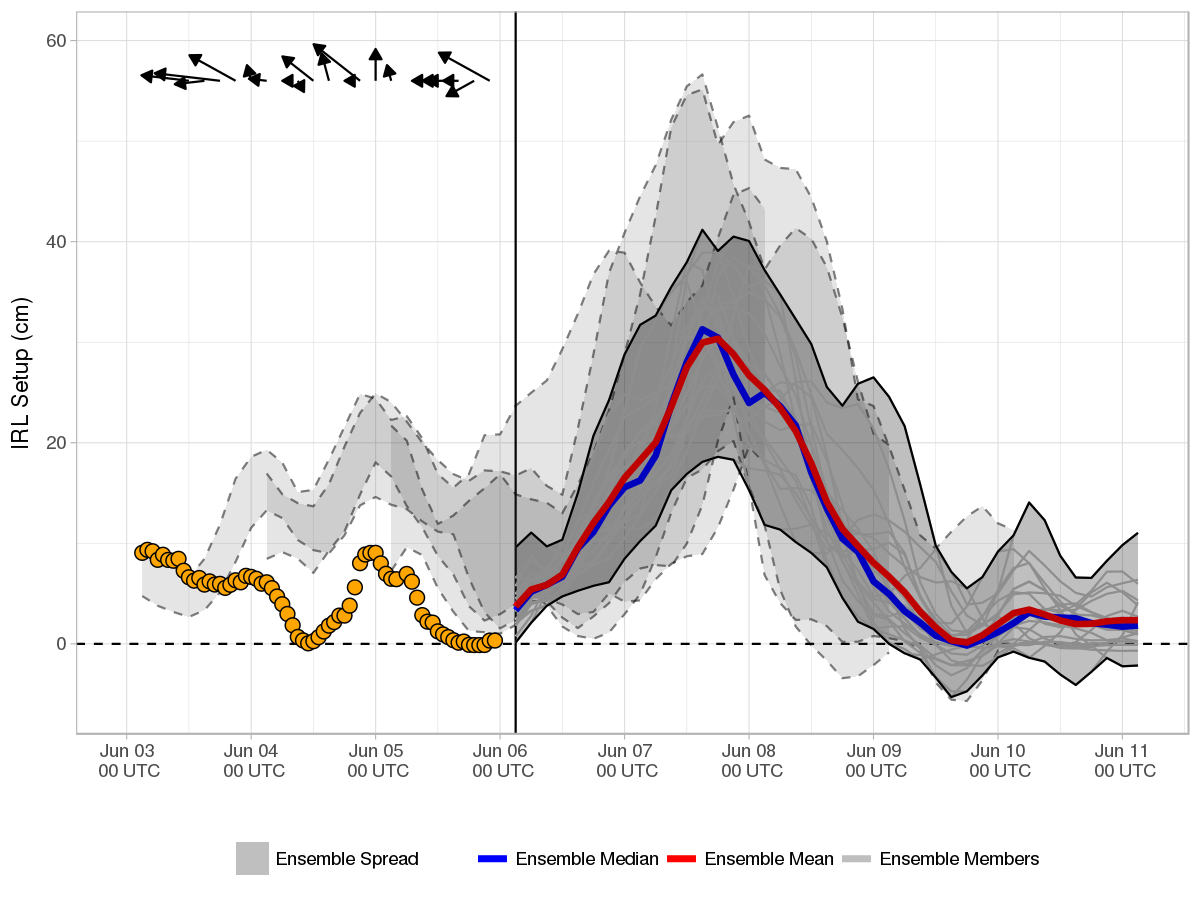 60
40
20
0
IRL Setup (cm)
Jun 03 Jun 04 Jun 05 Jun 06 Jun 07 Jun 08 Jun 09 Jun 10 Jun 11
00 UTC 00 UTC 00 UTC 00 UTC 00 UTC 00 UTC 00 UTC 00 UTC 00 UTC
Ensemble Spread Ensemble Median Ensemble Mean Ensemble Members